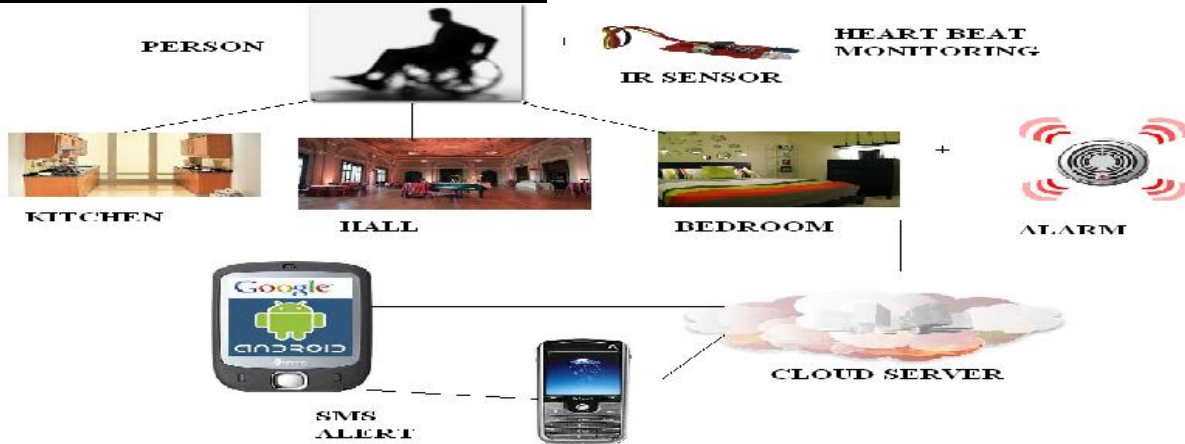 PERSON
+
IR SENSOR
HEART BEAT
MONITORING
KITCHEN
HALL
BEDROOM
+
ALARM
Google
ANDROID
CLOUD SERVER
SMS
ALERT